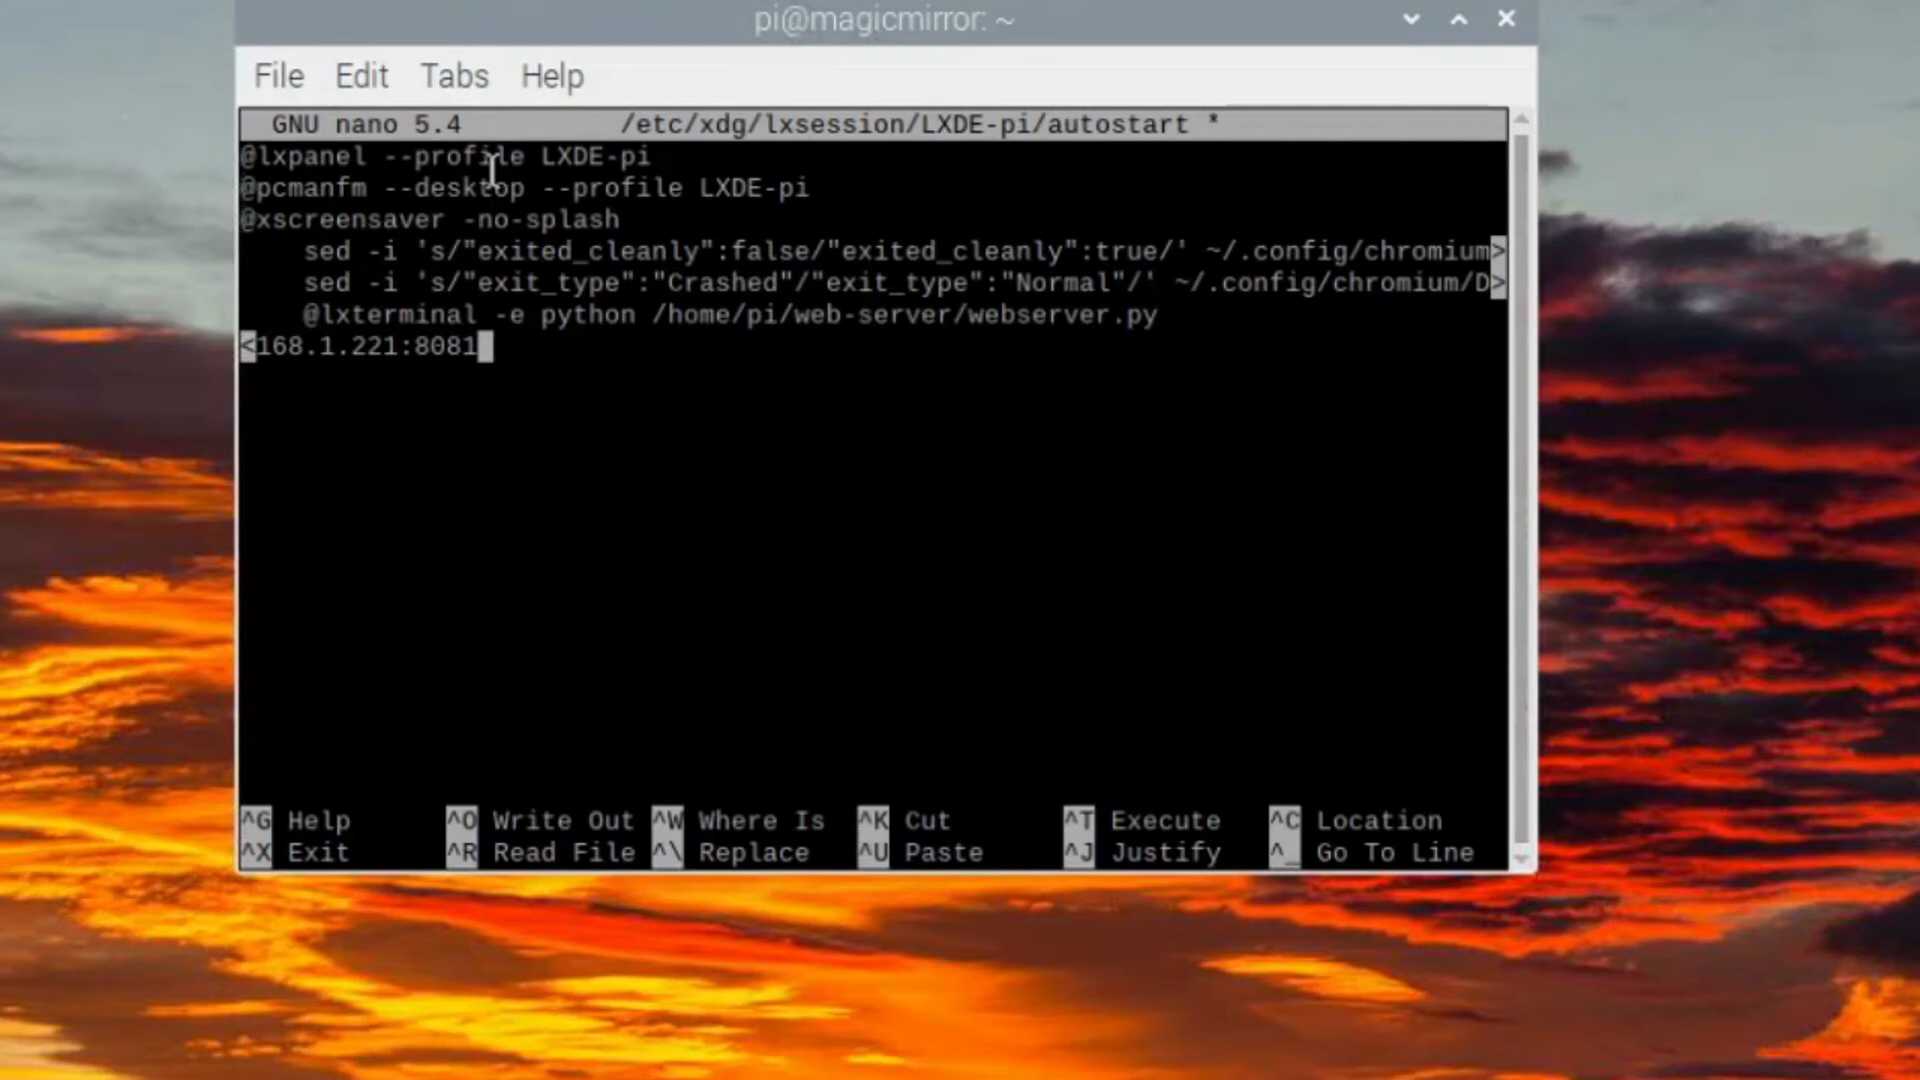 pi@magicmirror: ~
File Edit Tabs Help
GNU nano 5.4 /etc/xdg/lxsession/LXDE-pi/autostart *
@lxpanel --profile LXDE-pi
@pcmanfm --desktop --profile LXDE-pi
@xscreensaver -no-splash
sed -i 's/"exited_cleanly":false/"exited_cleanly":true/' ~/.config/chromium>
sed -i 's/"exit_type":"Crashed"/"exit_type":"Normal"/' ~/.config/chromium/D>
@lxterminal -e python /home/pi/web-server/webserver.py
<168.1.221:8081
^G Help ^O Write Out ^W Where Is ^K Cut ^T Execute ^C Location
^X Exit ^R Read File ^\ Replace ^U Paste ^J Justify ^_ Go To Line